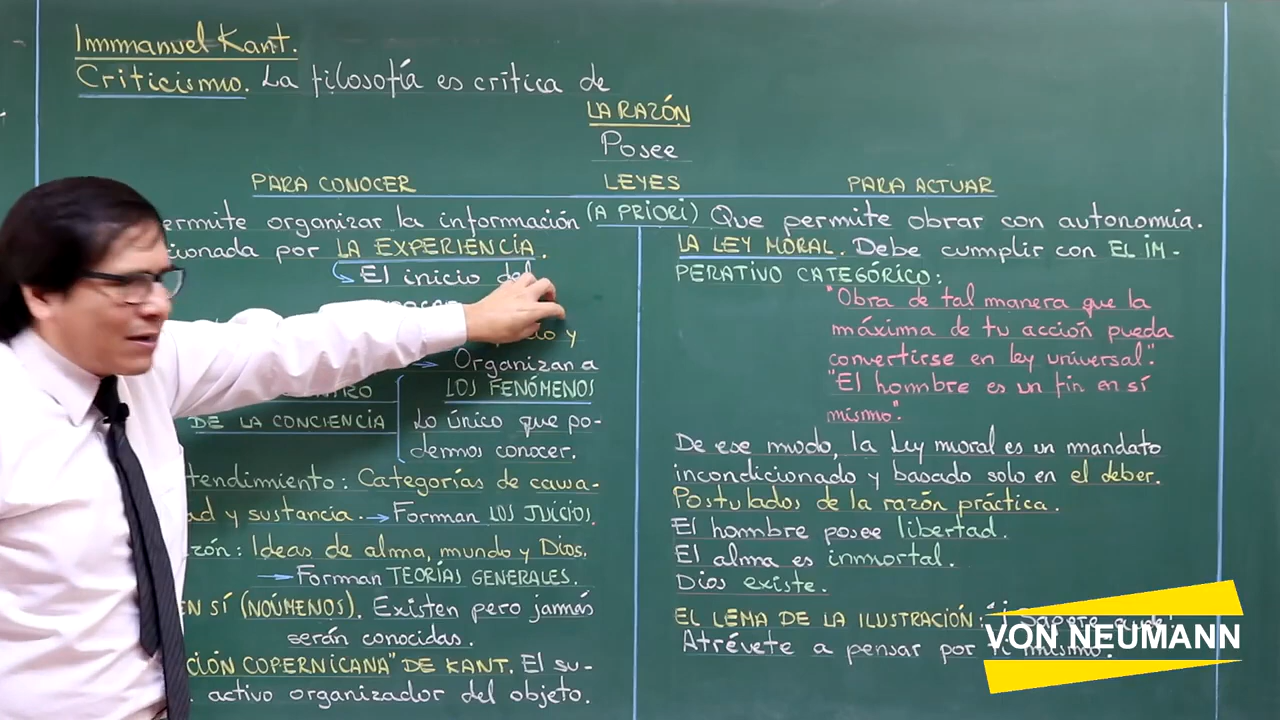 Immanuel Kant.
Criticismo. La filosofía es crítica de
LA RAZÓN
Posee
PARA CONOCER LEYES PARA ACTUAR
ermite organizar la información (A PRIORI)
cionada por LA EXPERIENCIA.
El inicio del
Organizan a
LOS FENÓMENOS
DE LA CONCIENCIA
Lo único que po-
demos conocer.
tendimiento: Categorías de cawa-
ad y sustancia. → Forman LOS JUICIOS.
zón: Ideas de alma, mundo y Dios.
→ Forman TEORÍAS GENERALES.
EN SÍ (NOÚMENOS). Existen pero jamás
serán conocidas.
CIÓN COPERNICANA" DE KANT. El su-
activo organizador del objeto.
Que permite obrar con autonomía.
LA LEY MORAL. Debe cumplir con EL IM-
PERATIVO CATEGÓRICO:
"Obra de tal manera que la
máxima de tu acción pueda
convertirse en ley universal".
"El hombre es un fin en sí
mismo".
De ese modo, la Ley moral es un mandato
incondicionado y basado solo en el deber.
Postulados de la razón práctica.
El hombre posee libertad.
El alma es inmortal.
Dios existe.
EL LEMA DE LA ILUSTRACIÓN: "¡Sapere
Atrévete a pensar por ti mismo.
VON NEUMANN